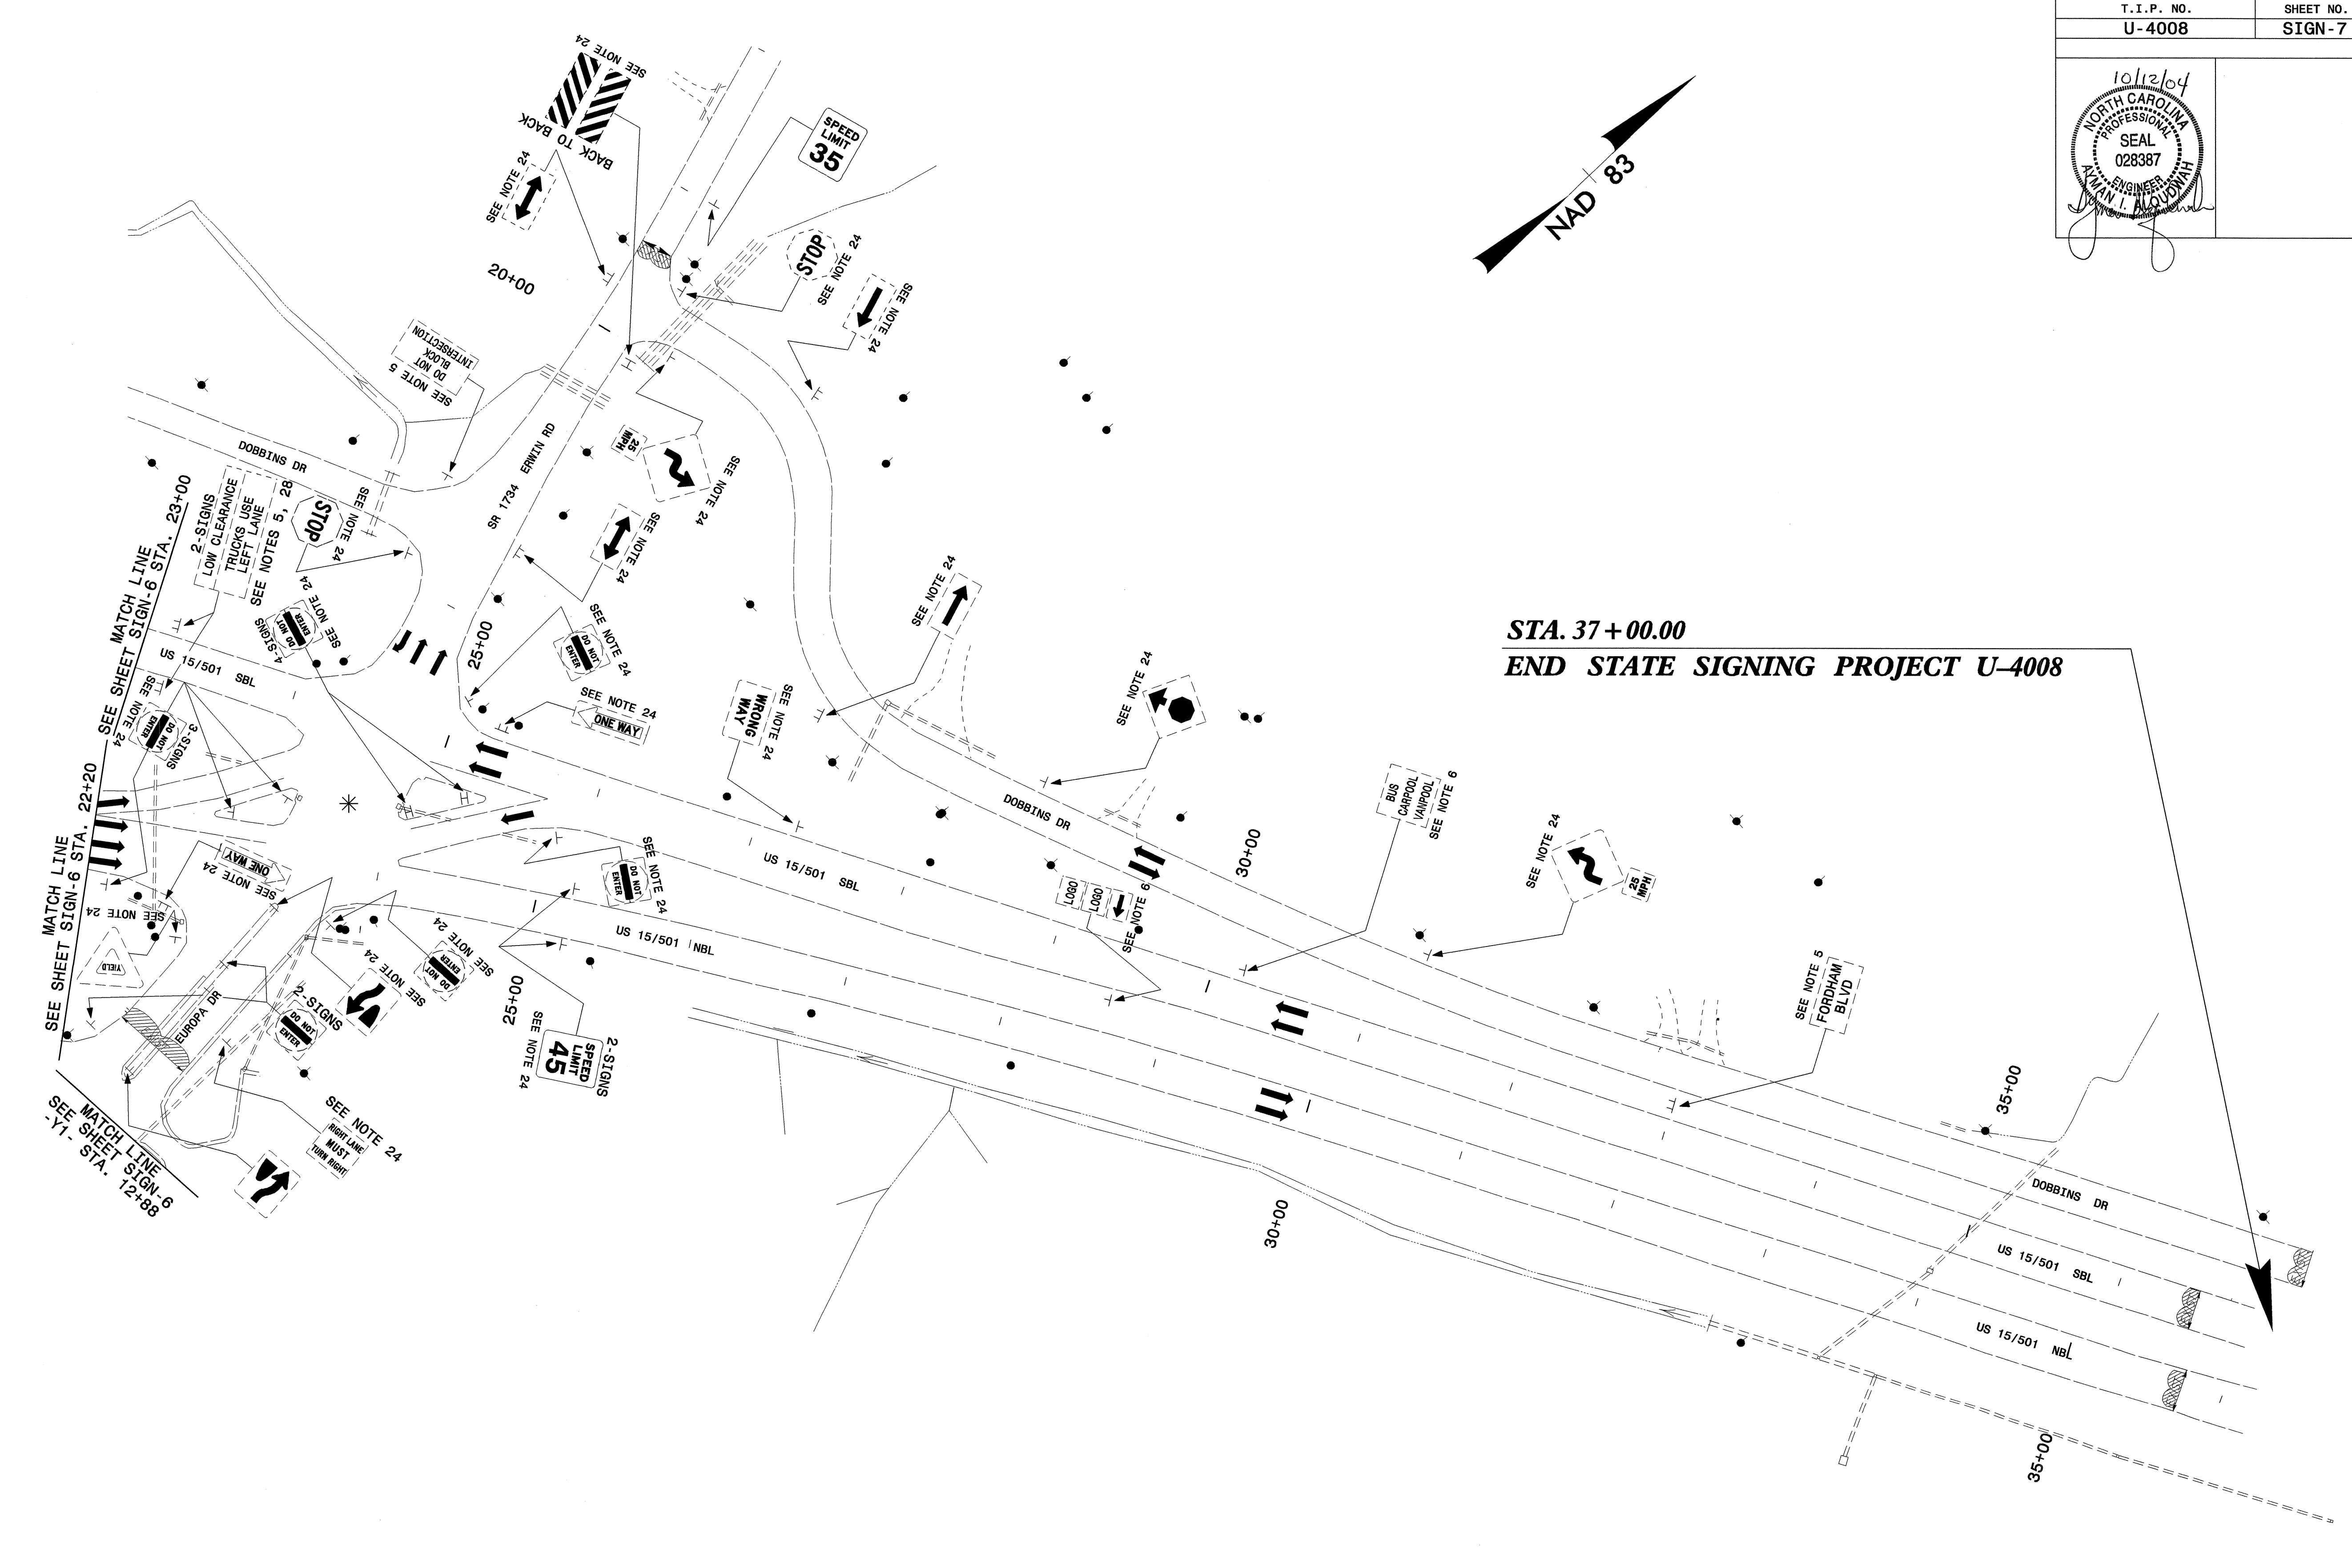 T.I.P. NO.
SHEET NO.
U-4008
SIGN-7
10/12/04
NORTH CAROLINA
PROFESSIONAL
SEAL
028387
ENGINEER
AYMAN I. ALQUDWAH
NAD 83
SEE NOTE 24
BACK TO BACK
SEE NOTE 24
SPEED
LIMIT
35
STOP
SEE NOTE 24
SEE NOTE 24
20+00
DO NOT
BLOCK
INTERSECTION
SEE NOTE 5
DOBBINS DR
SR 1734 ERWIN RD
25
MPH
SEE NOTE 24
SEE NOTE 24
2-SIGNS
LOW CLEARANCE
TRUCKS USE
LEFT LANE
SEE NOTES 5, 28
STOP
SEE NOTE 24
MATCH LINE
SEE SHEET SIGN-6 STA. 23+00
4-SIGNS
DO NOT
ENTER
SEE NOTE 24
25+00
DO NOT
ENTER
SEE NOTE 24
US 15/501 SBL
SEE NOTE 24
DO NOT
ENTER
3-SIGNS
SEE NOTE 24
ONE WAY
WRONG
WAY
SEE NOTE 24
SEE NOTE 24
SEE NOTE 24
DOBBINS DR
STA. 37+00.00
END STATE SIGNING PROJECT U-4008
MATCH LINE
SEE SHEET SIGN-6 STA. 22+20
ONE WAY
SEE NOTE 24
SEE NOTE 24
YIELD
DO NOT
ENTER
SEE NOTE 24
US 15/501 SBL
US 15/501 NBL
LOGO
LOGO
SEE NOTE 6
30+00
BUS
CARPOOL
VANPOOL
SEE NOTE 6
SEE NOTE 24
25
MPH
SEE NOTE 5
FORDHAM
BLVD
SEE NOTE 24
DO NOT
ENTER
SEE NOTE 24
EUROPA DR
2-SIGNS
DO NOT
ENTER
SEE NOTE 24
25+00
2-SIGNS
SPEED
LIMIT
45
SEE NOTE 24
SEE NOTE 24
RIGHT LANE
MUST
TURN RIGHT
MATCH LINE
SEE SHEET SIGN-6
-Y1- STA. 12+88
30+00
35+00
DOBBINS DR
US 15/501 SBL
US 15/501 NBL
35+00